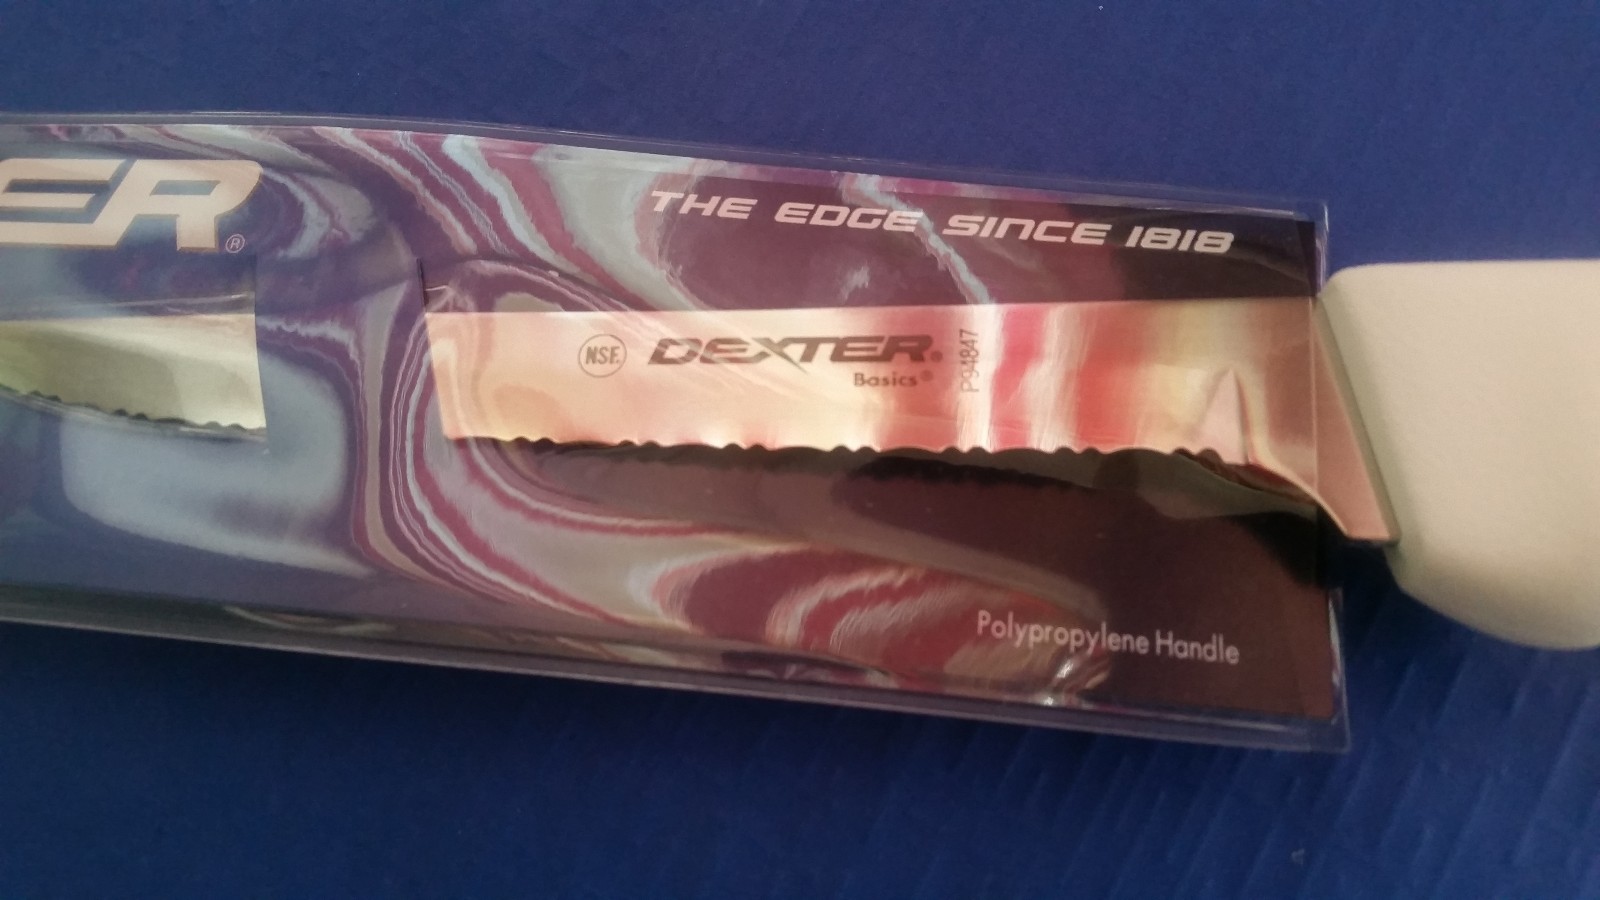 ER®
THE EDGE SINCE 1818
NSF.
DEXTER®
Basics®
P94847
Polypropylene Handle